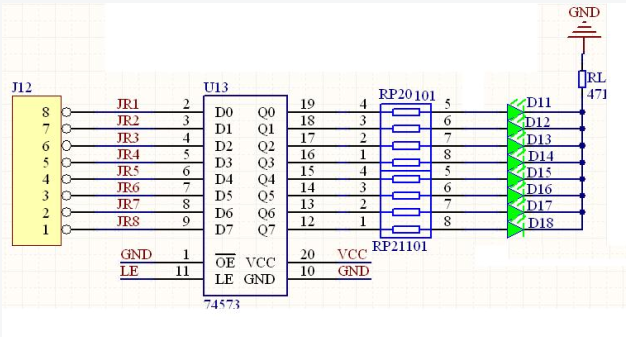 GND
RL
471
J12
U13
RP20 101
JR1 2 19 4 5 D11
8 D0 Q0
JR2 3 18 3 6 D12
7 D1 Q1
JR3 4 17 2 7 D13
6 D2 Q2
JR4 5 16 1 8 D14
5 D3 Q3
JR5 6 15 4 5 D15
4 D4 Q4
JR6 7 14 3 6 D16
3 D5 Q5
JR7 8 13 2 7 D17
2 D6 Q6
JR8 9 12 1 8 D18
1 D7 Q7
RP21101
GND 1 OE VCC 20 VCC
LE 11 LE GND 10 GND
74573